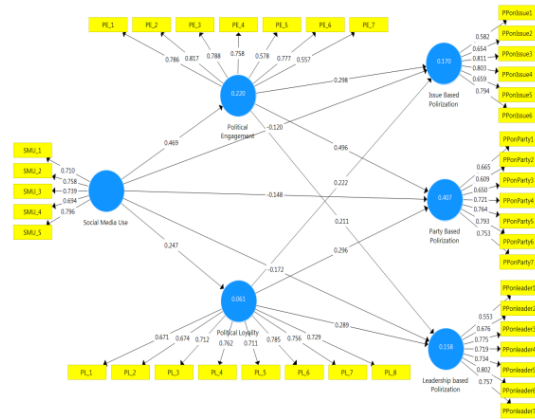 PE_1 PE_2 PE_3 PE_4 PE_5 PE_6 PE_7
0.786 0.817 0.788 0.758 0.578 0.777 0.557
0.220
Political
Engagement
SMU_1
SMU_2
SMU_3
SMU_4
SMU_5
0.710
0.758
0.739
0.694
0.796
Social Media Use
0.469
0.247
0.298
-0.120
0.496
0.222
-0.148
0.211
0.296
-0.172
0.289
0.061
Political Loyality
0.671 0.674 0.712 0.762 0.711 0.785 0.756 0.729
PL_1 PL_2 PL_3 PL_4 PL_5 PL_6 PL_7 PL_8
0.170
Issue Based
Polirization
0.582
0.654
0.811
0.803
0.659
0.794
PPonIssue1
PPonIssue2
PPonIssue3
PPonIssue4
PPonIssue5
PPonIssue6
0.407
Party Based
Polirization
0.665
0.609
0.650
0.721
0.764
0.793
0.753
PPonParty1
PPonParty2
PPonParty3
PPonParty4
PPonParty5
PPonParty6
PPonParty7
0.158
Leadership based
Polirization
0.553
0.676
0.775
0.719
0.734
0.802
0.757
PPonleader1
PPonleader2
PPonleader3
PPonleader4
PPonleader5
PPonleader6
PPonleader7